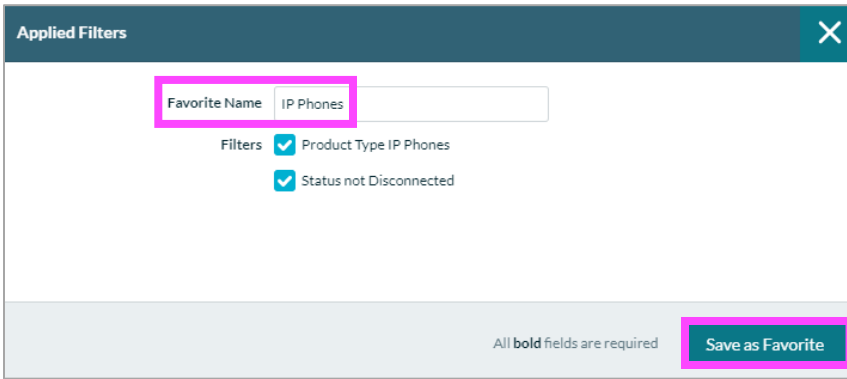 Applied Filters
Favorite Name IP Phones
Filters Product Type IP Phones
Status not Disconnected
All bold fields are required Save as Favorite